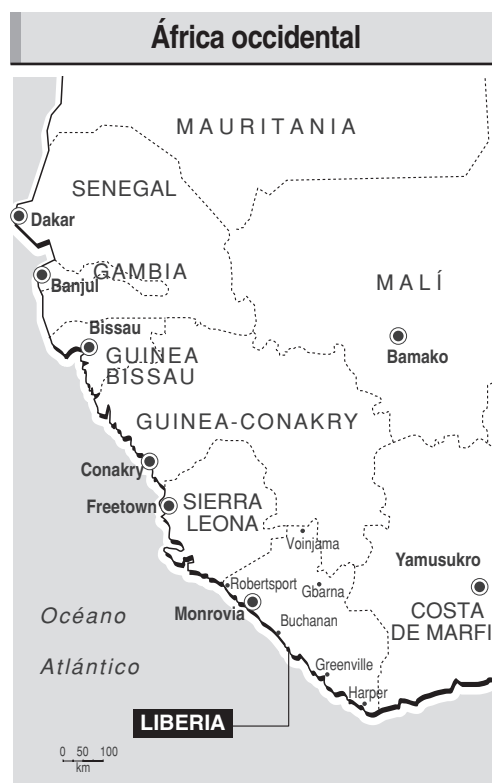 África occidental
MAURITANIA
SENEGAL
Dakar
GAMBIA
Banjul
MALÍ
Bissau
GUINEA
BISSAU
Bamako
GUINEA-CONAKRY
Conakry
Freetown
SIERRA
LEONA
Voinjama
Yamusukro
Robertsport
Gbarna
Monrovia
COSTA
DE MARFI
Océano
Buchanan
Atlántico
Greenville
Harper
LIBERIA
0 50 100
km